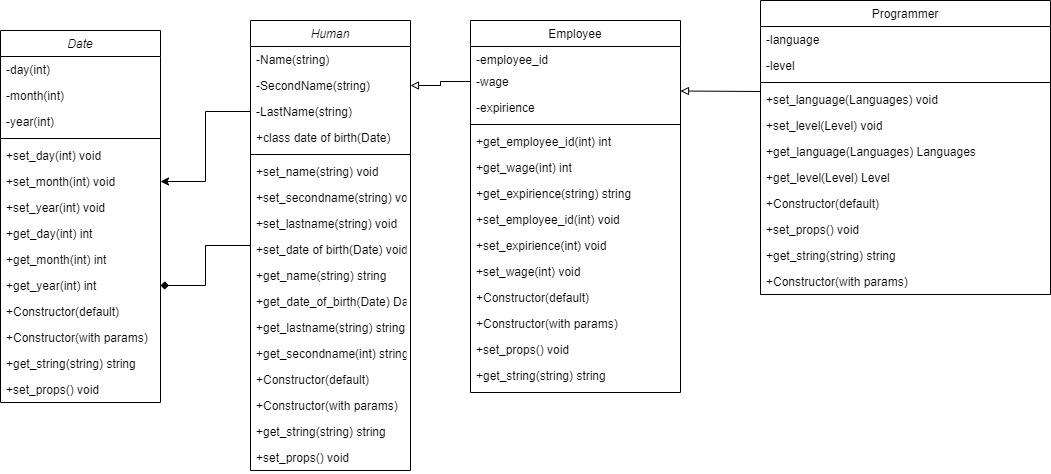 Date
-day(int)
-month(int)
-year(int)
+set_day(int) void
+set_month(int) void
+set_year(int) void
+get_day(int) int
+get_month(int) int
+get_year(int) int
+Constructor(default)
+Constructor(with params)
+get_string(string) string
+set_props() void
Human
-Name(string)
-SecondName(string)
-LastName(string)
+class date of birth(Date)
+set_name(string) void
+set_secondname(string) vo
+set_lastname(string) void
+set_date of birth(Date) void
+get_name(string) string
+get_date_of_birth(Date) Da
+get_lastname(string) string
+get_secondname(int) string
+Constructor(default)
+Constructor(with params)
+get_string(string) string
+set_props() void
Employee
-employee_id
-wage
-expirience
+get_employee_id(int) int
+get_wage(int) int
+get_expirience(string) string
+set_employee_id(int) void
+set_expirience(int) void
+set_wage(int) void
+Constructor(default)
+Constructor(with params)
+set_props() void
+get_string(string) string
Programmer
-language
-level
+set_language(Languages) void
+set_level(Level) void
+get_language(Languages) Languages
+get_level(Level) Level
+Constructor(default)
+set_props() void
+get_string(string) string
+Constructor(with params)